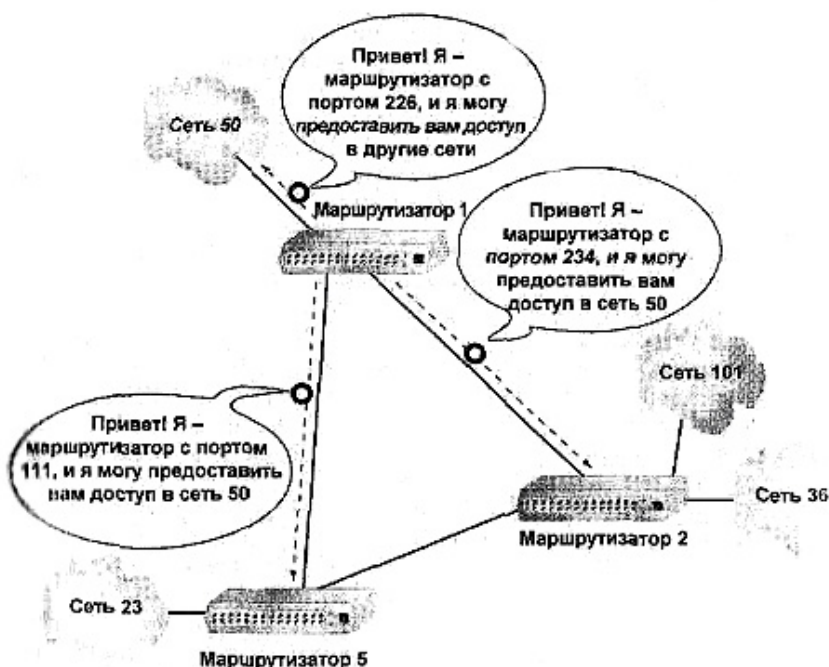 Привет! Я –
маршрутизатор с
портом 226, и я могу
предоставить вам доступ
в другие сети
Сеть 50
Маршрутизатор 1
Привет! Я –
маршрутизатор с
портом 234, и я могу
предоставить вам
доступ в сеть 50
Сеть 101
Привет! Я –
маршрутизатор с портом
111, и я могу предоставить
вам доступ в сеть 50
Сеть 36
Маршрутизатор 2
Сеть 23
Маршрутизатор 5